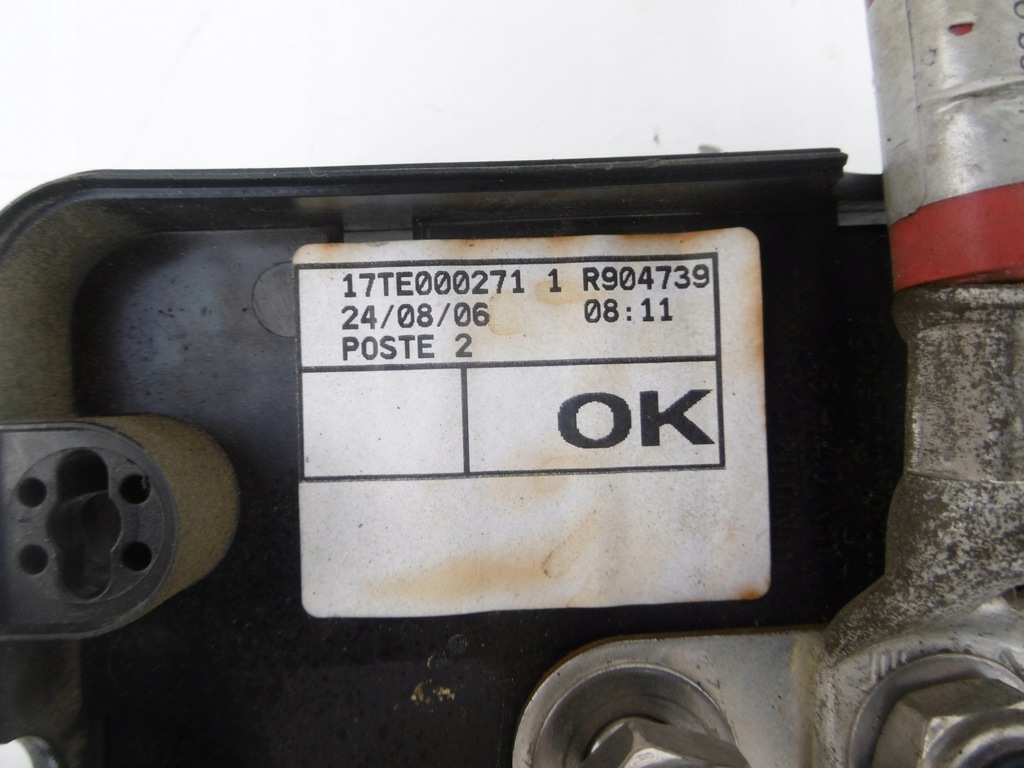 17TE000271 1 R904739
24/08/06 08:11
POSTE 2
OK